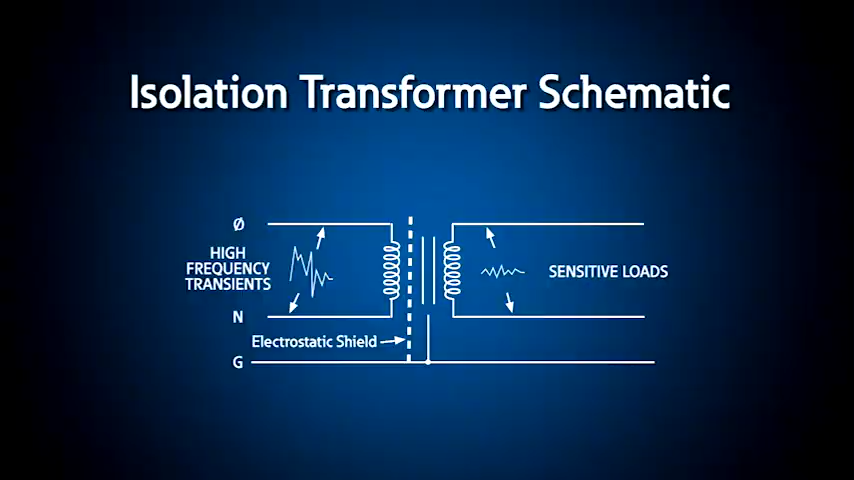 Isolation Transformer Schematic
Ø
HIGH
FREQUENCY
TRANSIENTS
SENSITIVE LOADS
N
Electrostatic Shield
G